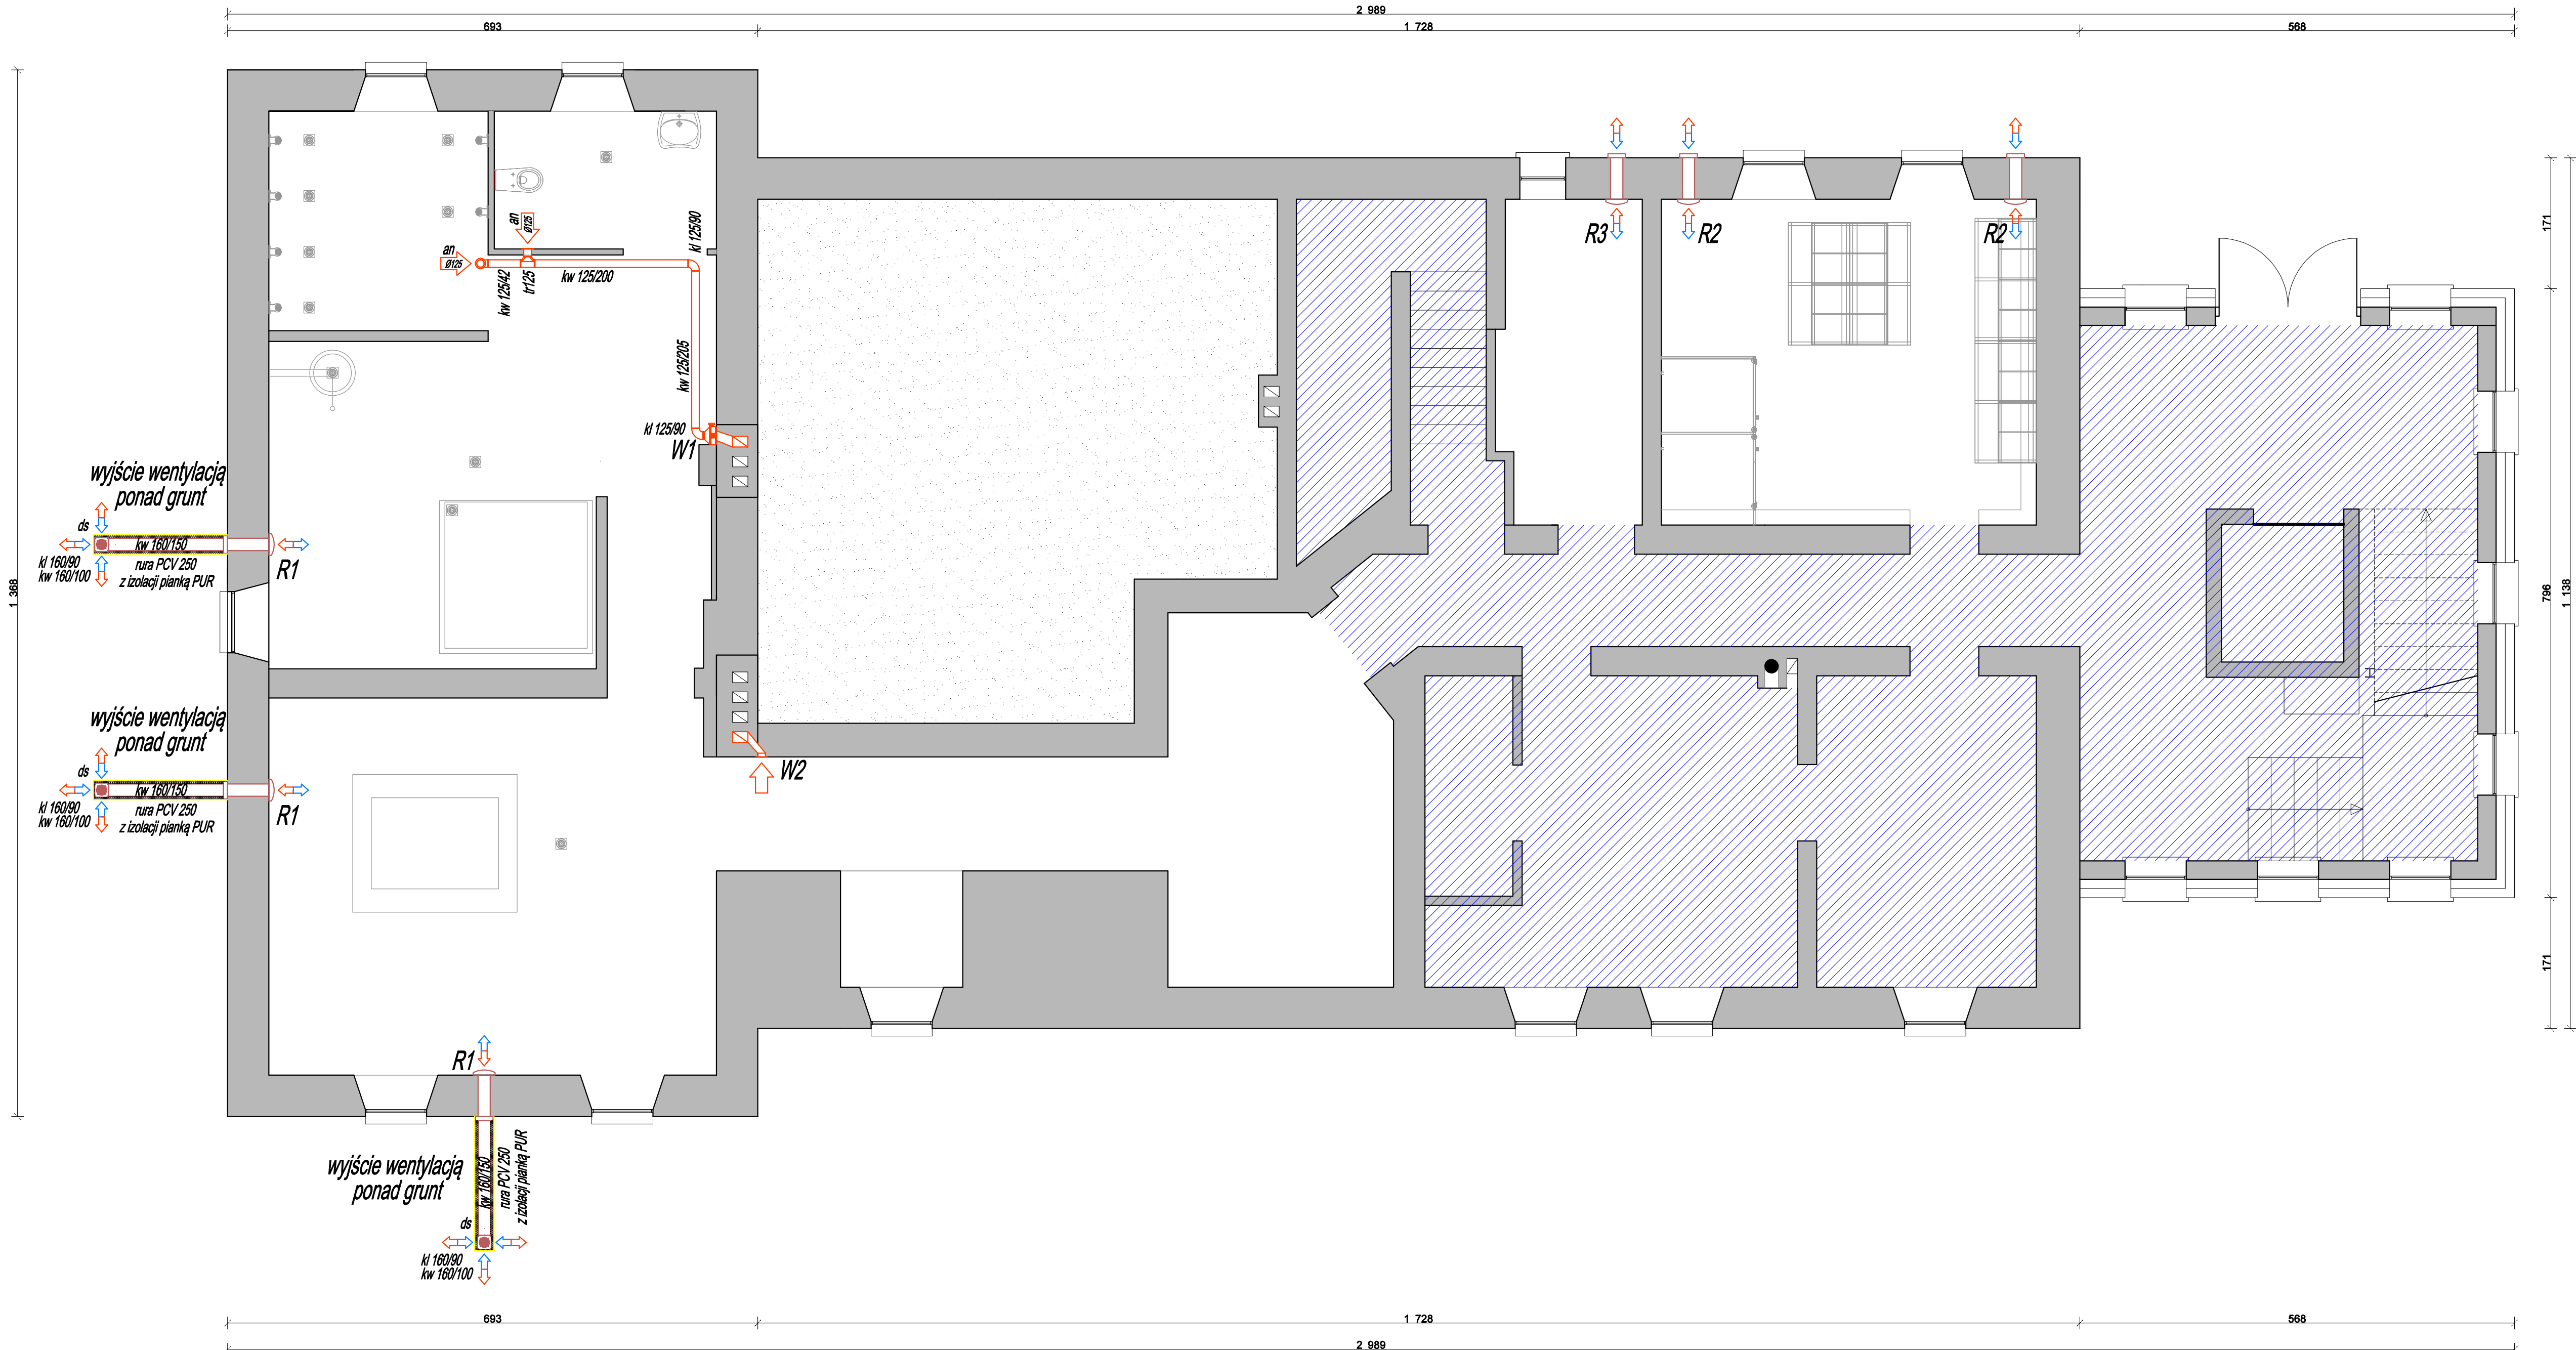 2 989
693
1 728
568
R3
R2
R2
171
an
Ø125
kl 125/90
an
Ø125
kw 125/42
tr125
kw 125/200
kw 125/205
kl 125/90
W1
wyjście wentylacją
ponad grunt
ds
kw 160/150
kl 160/90
kw 160/100
rura PCV 250
z izolacji pianką PUR
R1
1 368
796
1 138
H
wyjście wentylacją
ponad grunt
ds
kw 160/150
kl 160/90
kw 160/100
rura PCV 250
z izolacji pianką PUR
R1
W2
171
R1
wyjście wentylacją
ponad grunt
kw 160/150
rura PCV 250
z izolacji pianką PUR
ds
kl 160/90
kw 160/100
693
1 728
568
2 989